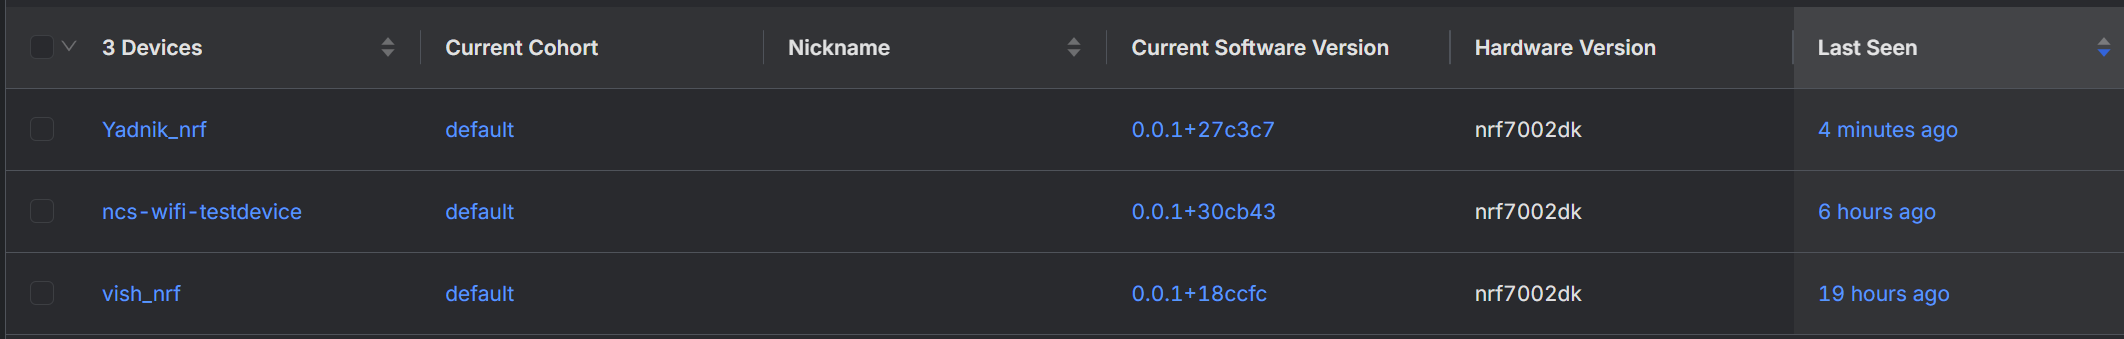 3 Devices Current Cohort Nickname Current Software Version Hardware Version Last Seen
Yadnik_nrf default 0.0.1+27c3c7 nrf7002dk 4 minutes ago
ncs-wifi-testdevice default 0.0.1+30cb43 nrf7002dk 6 hours ago
vish_nrf default 0.0.1+18ccfc nrf7002dk 19 hours ago